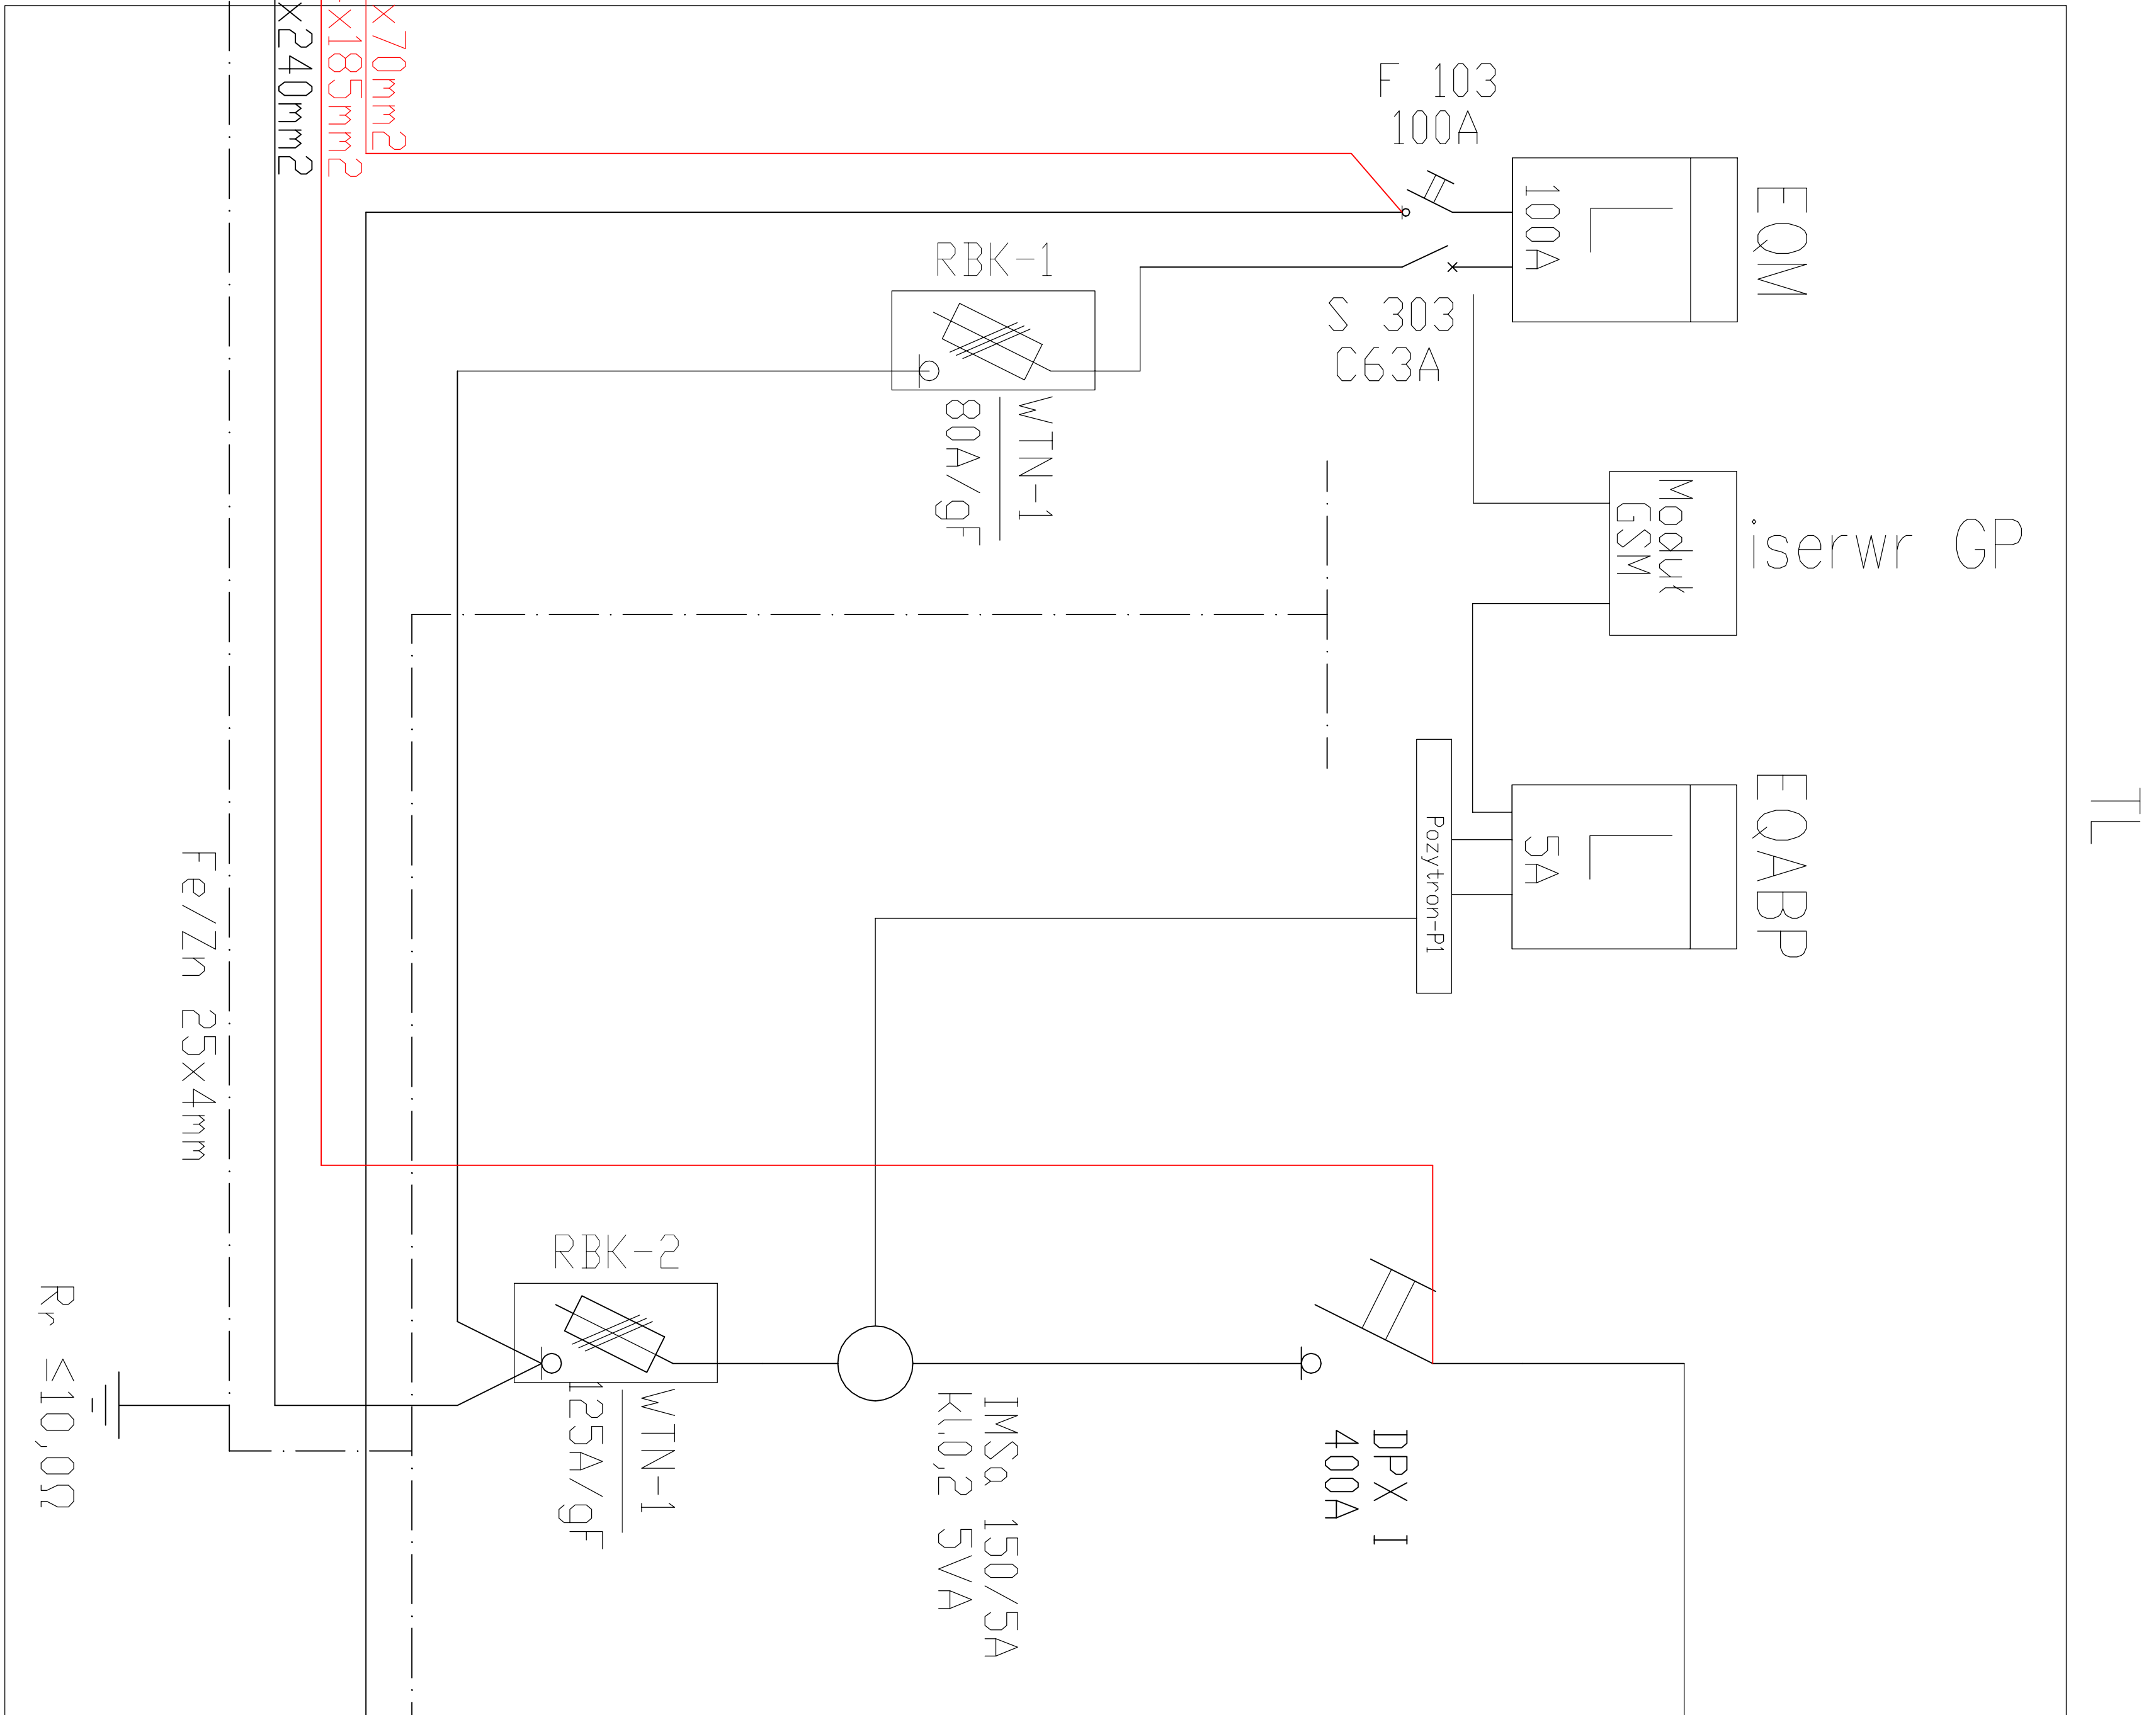 x70mm2
x185mm2
x240mm2
F 103
100A
EQM
L
100A
RBK-1
S 303
C63A
WTN-1
80A/gF
Moduł
GSM
iserwr GP
TL
EQABP
L
5A
Pozytron-P1
Fe/Zn 25x4mm
RBK-2
WTN-1
125A/gF
IMSa 150/5A
kl.0,2 5VA
DPX I
400A
Rr ≤10,0Ω